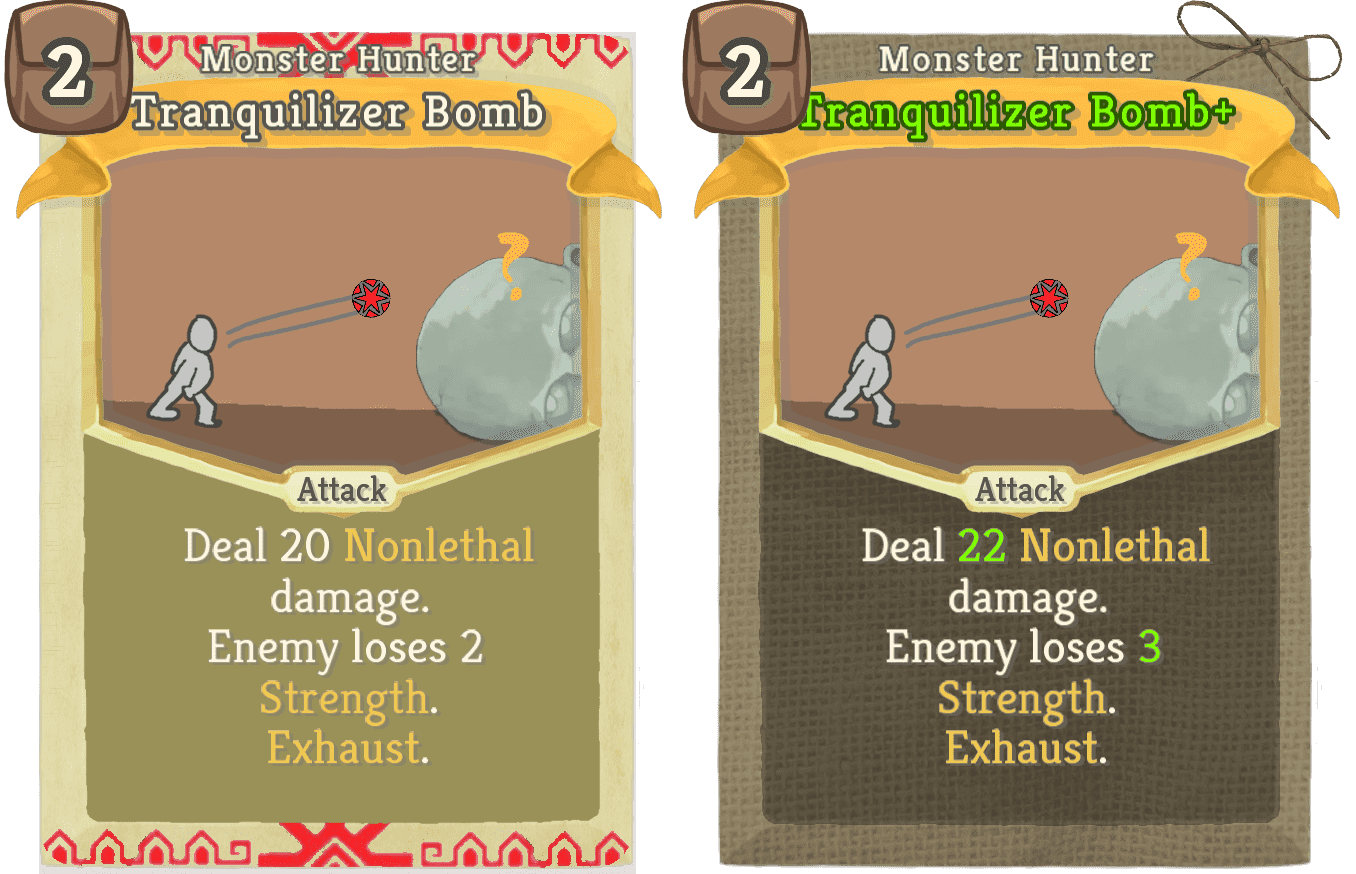 2
Monster Hunter
Tranquilizer Bomb
?
Attack
Deal 20 Nonlethal
damage.
Enemy loses 2
Strength.
Exhaust.
2
Monster Hunter
Tranquilizer Bomb+
?
Attack
Deal 22 Nonlethal
damage.
Enemy loses 3
Strength.
Exhaust.